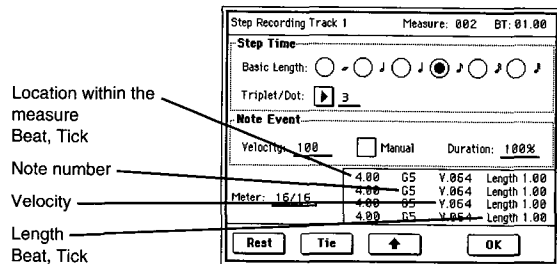 Step Recording Track 1 Measure: 002 BT: 01.00
Step Time
Basic Length:
Triplet/Dot: 3
Note Event
Velocity: 100 Manual Duration: 100%
Location within the
measure
Beat, Tick
Note number
Velocity
Length
Beat, Tick
4.00 G5 V.064 Length 1.00
4.00 G5 V.064 Length 1.00
Meter: 16/16
4.00 G5 V.064 Length 1.00
4.00 G5 V.064 Length 1.00
Rest Tie OK